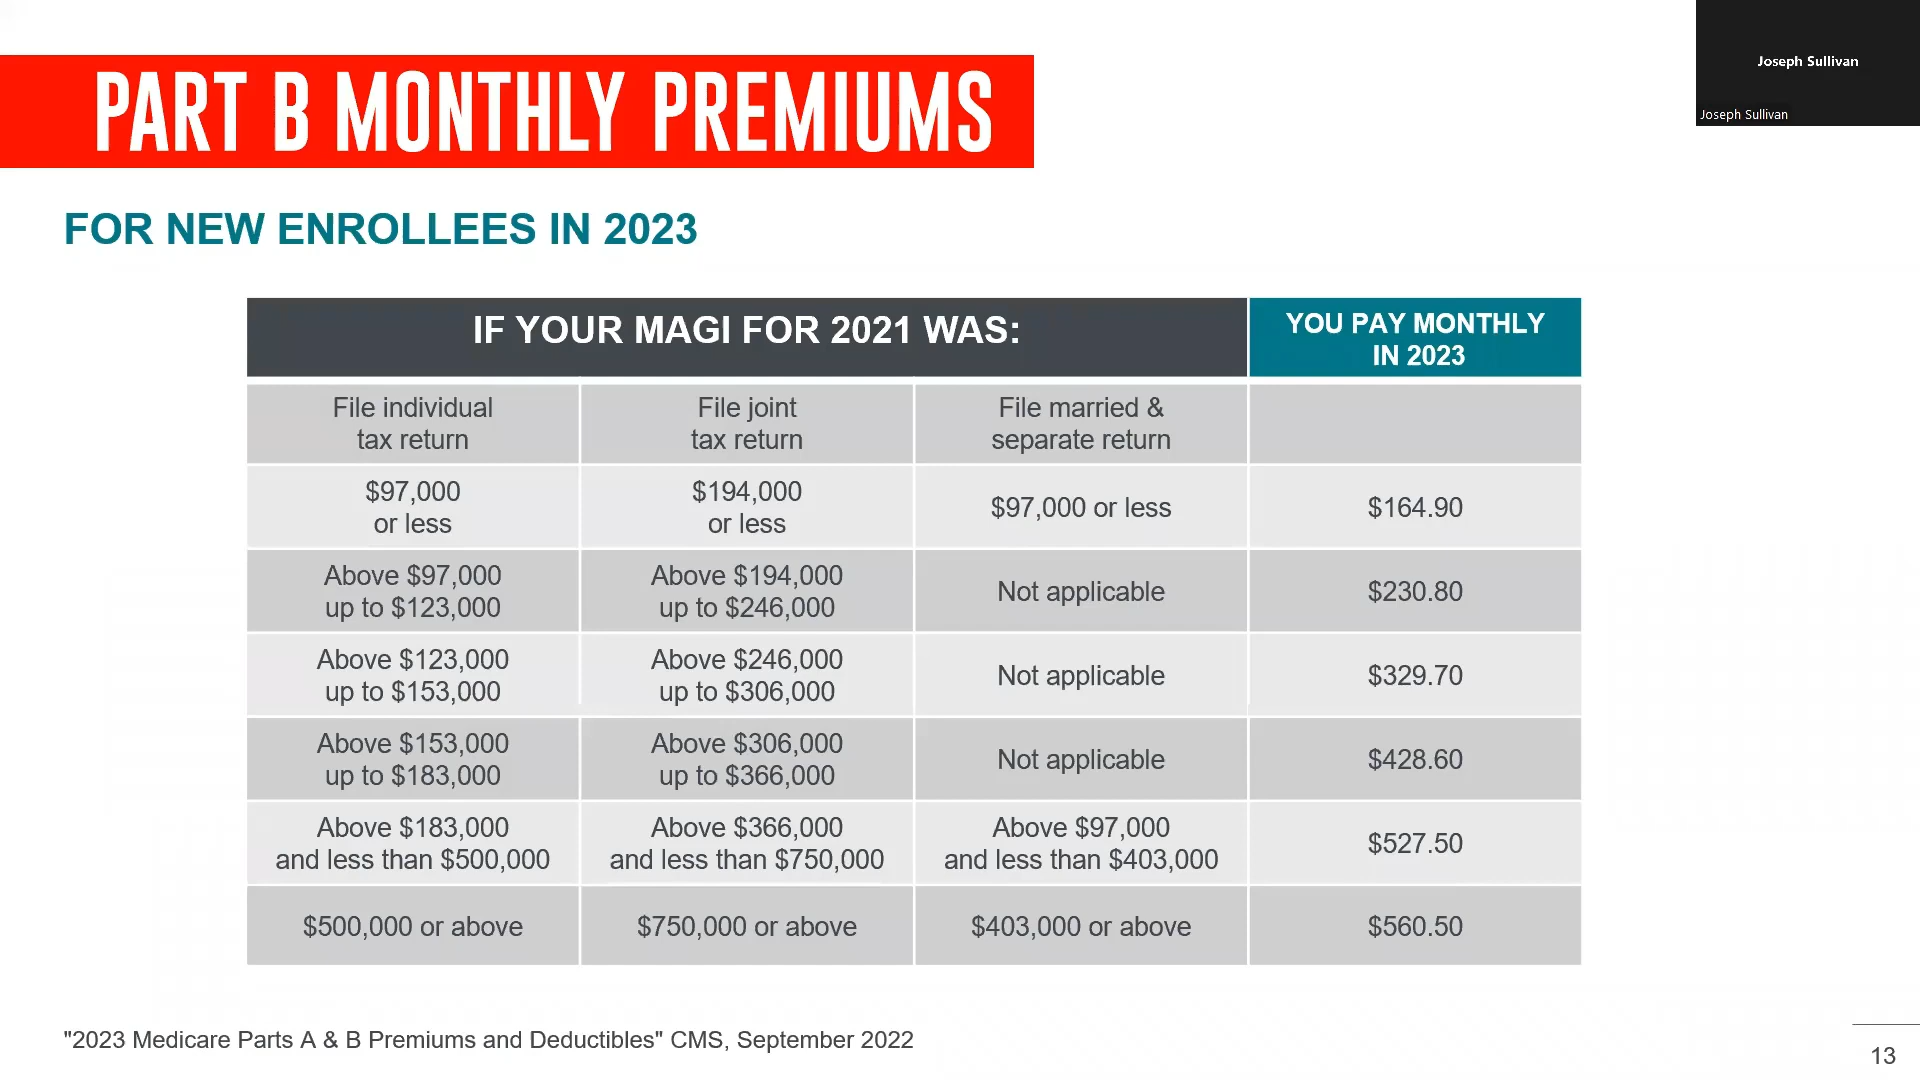 PART B MONTHLY PREMIUMS
Joseph Sullivan
Joseph Sullivan
FOR NEW ENROLLEES IN 2023
IF YOUR MAGI FOR 2021 WAS:
YOU PAY MONTHLY
IN 2023
File individual
tax return
File joint
tax return
File married &
separate return
$97,000
or less
$194,000
or less
$97,000 or less
$164.90
Above $97,000
up to $123,000
Above $194,000
up to $246,000
Not applicable
$230.80
Above $123,000
up to $153,000
Above $246,000
up to $306,000
Not applicable
$329.70
Above $153,000
up to $183,000
Above $306,000
up to $366,000
Not applicable
$428.60
Above $183,000
and less than $500,000
Above $366,000
and less than $750,000
Above $97,000
and less than $403,000
$527.50
$500,000 or above
$750,000 or above
$403,000 or above
$560.50
"2023 Medicare Parts A & B Premiums and Deductibles" CMS, September 2022
13